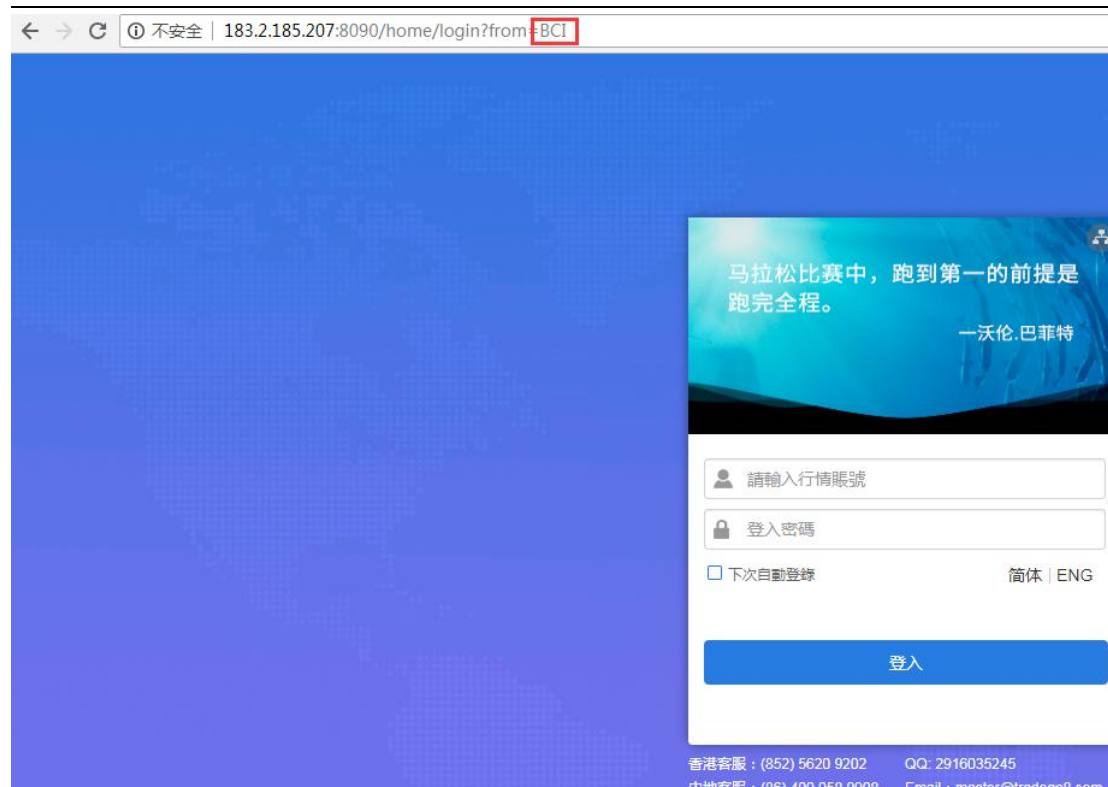 不安全 | 183.2.185.207:8090/home/login?from=BCI
马拉松比赛中，跑到第一的前提是
跑完全程。
—沃伦.巴菲特
請輸入行情賬號
登入密碼
下次自動登錄 简体 | ENG
登入
香港客服：(852) 5620 9202 QQ: 2916035245